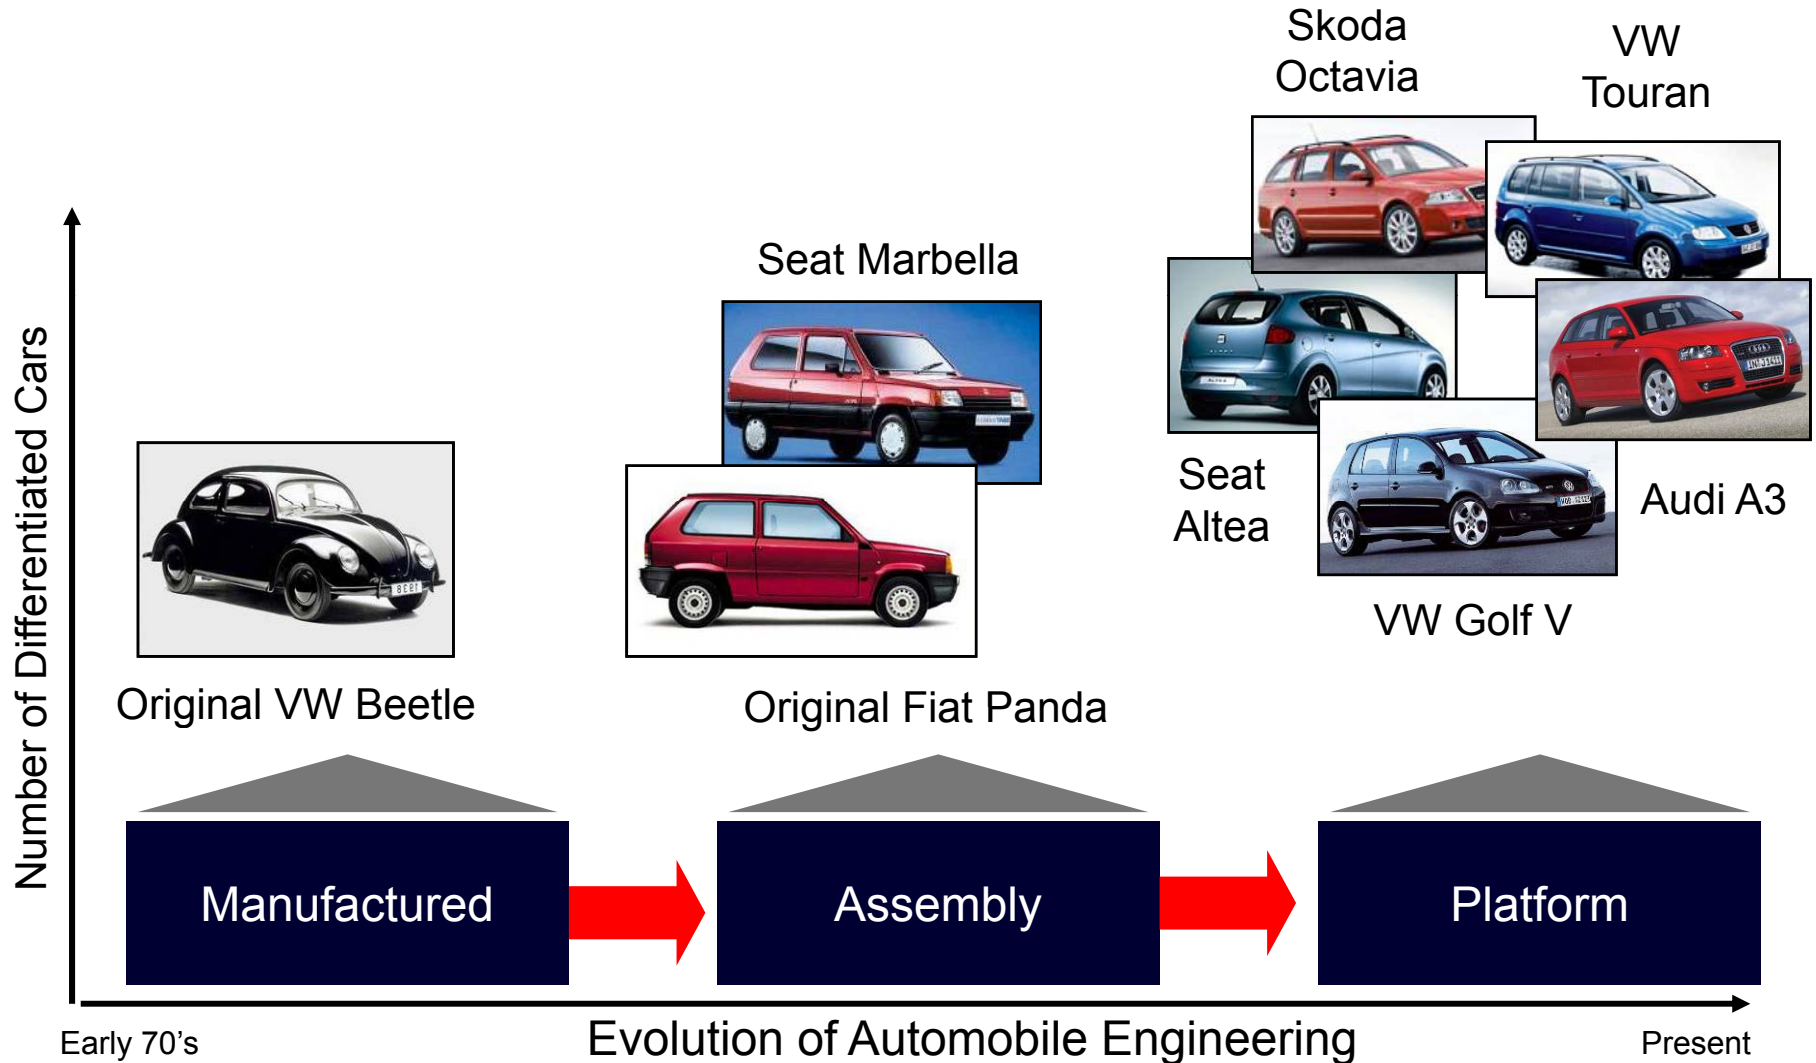 Skoda
Octavia
VW
Touran
Seat Marbella
Number of Differentiated Cars
Seat
Altea
Audi A3
VW Golf V
Original VW Beetle
Original Fiat Panda
Manufactured
Assembly
Platform
Early 70's
Evolution of Automobile Engineering
Present